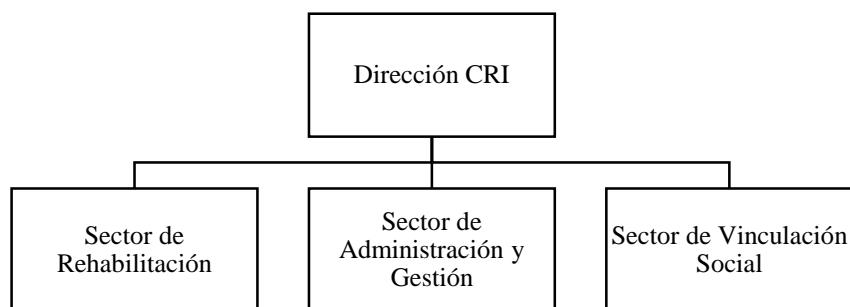 Dirección CRI
Sector de
Rehabilitación
Sector de
Administración y
Gestión
Sector de Vinculación
Social